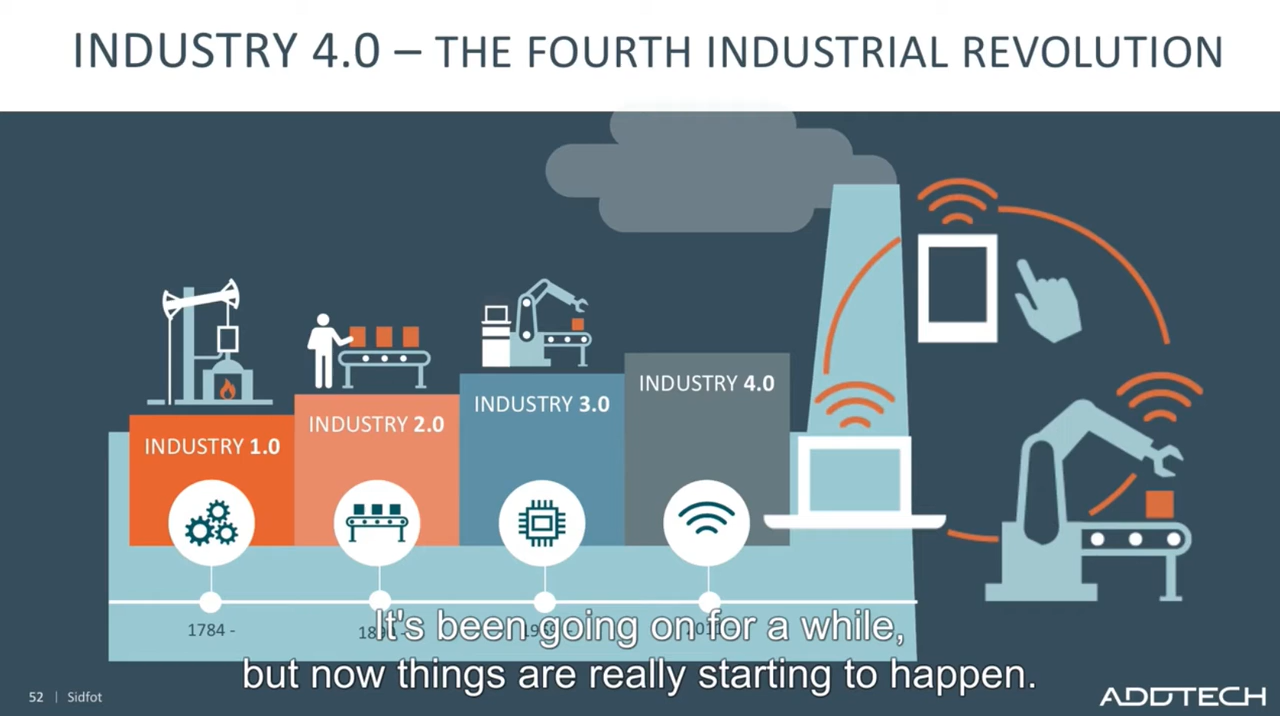 INDUSTRY 4.0 – THE FOURTH INDUSTRIAL REVOLUTION
INDUSTRY 1.0
INDUSTRY 2.0
INDUSTRY 3.0
INDUSTRY 4.0
1784 -
It's been going on for a while,
but now things are really starting to happen.
52 | Sidfot
ADDTECH